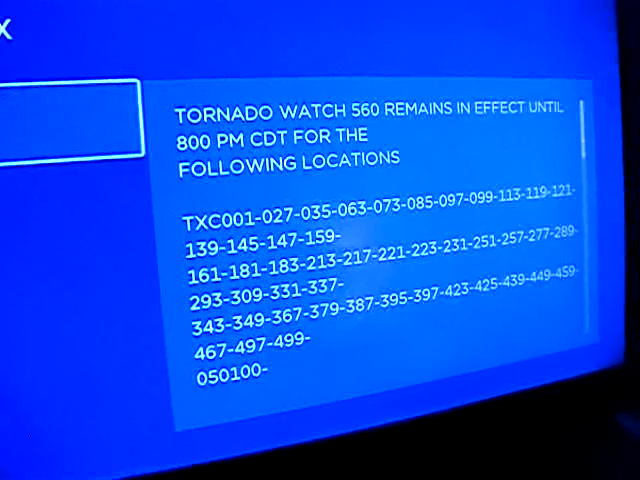 X
TORNADO WATCH 560 REMAINS IN EFFECT UNTIL
800 PM CDT FOR THE
FOLLOWING LOCATIONS
TXC001-027-035-063-073-085-097-099-113-119-121-
139-145-147-159-
161-181-183-213-217-221-223-231-251-257-277-289-
293-309-331-337-
343-349-367-379-387-395-397-423-425-439-449-459-
467-497-499-
050100-